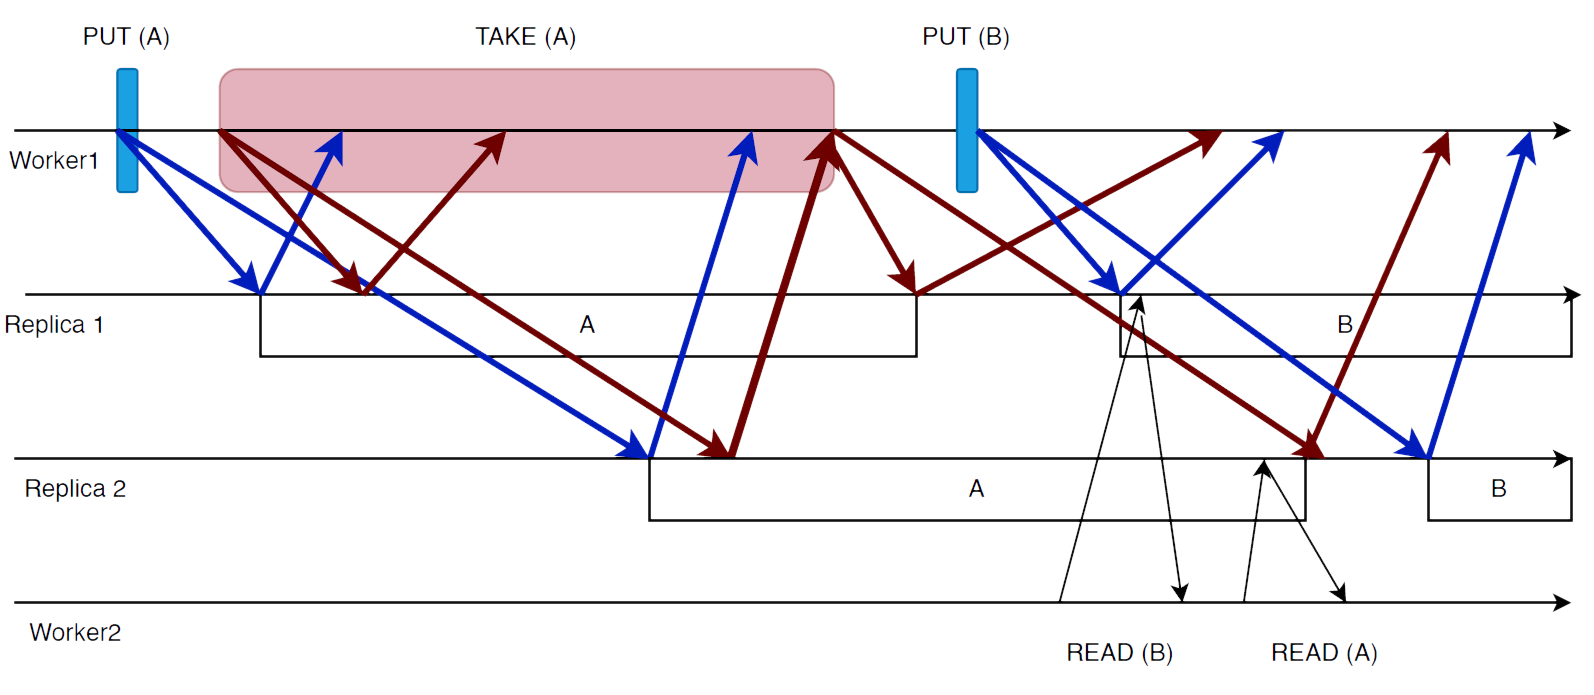 PUT (A)
TAKE (A)
PUT (B)
Worker1
Replica 1
A
B
Replica 2
A
B
Worker2
READ (B)
READ (A)